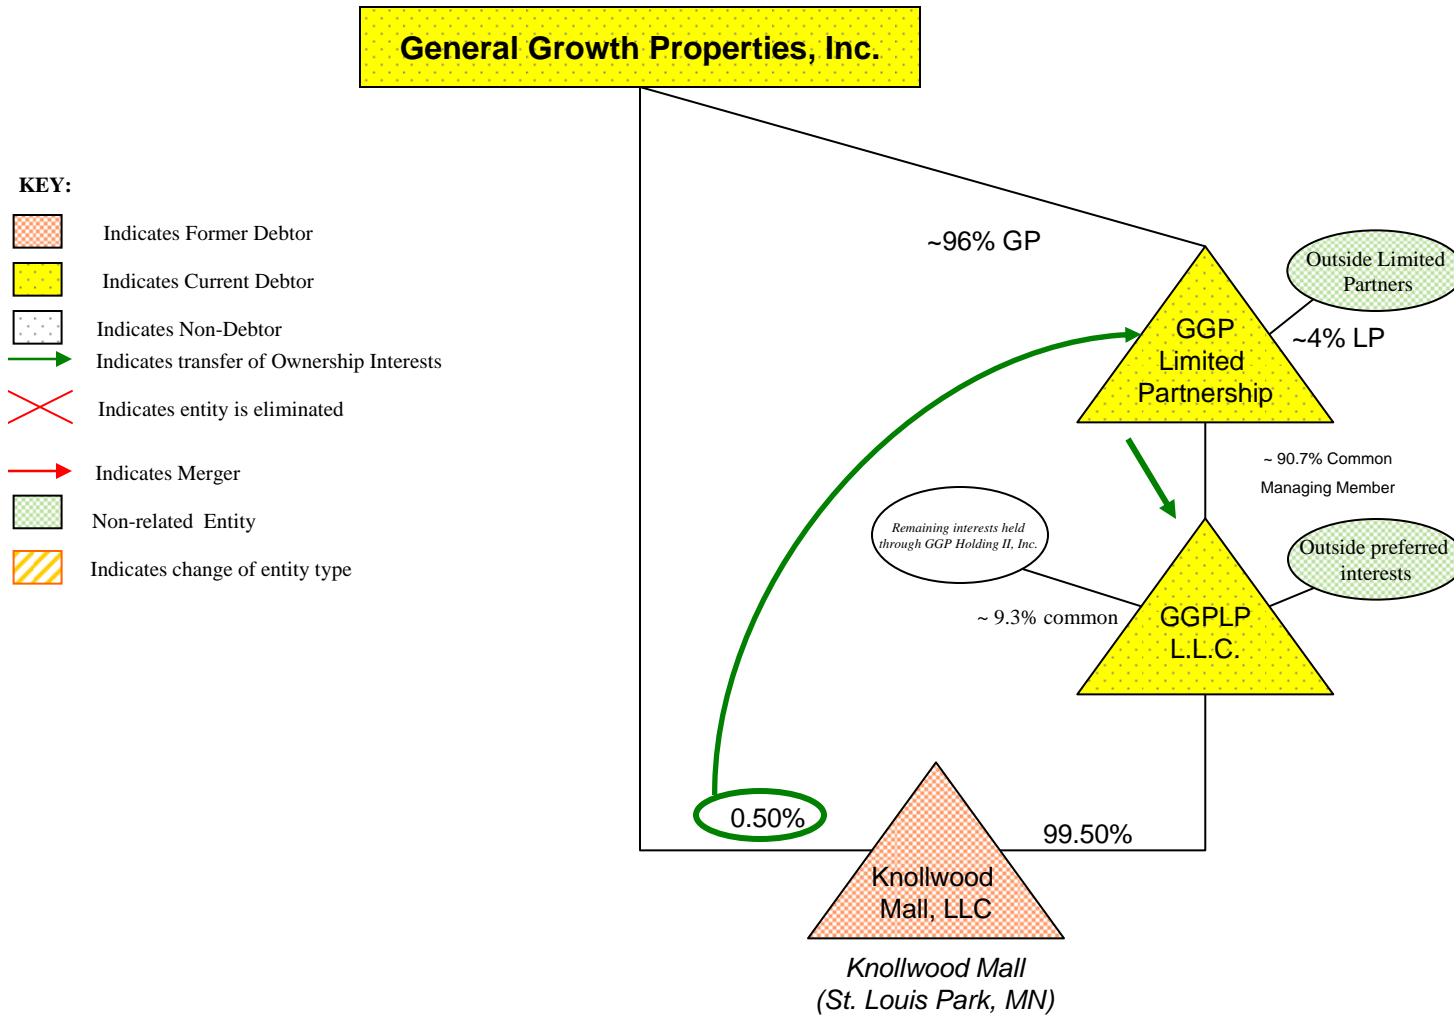 General Growth Properties, Inc.
KEY:
Indicates Former Debtor
Indicates Current Debtor
Indicates Non-Debtor
Indicates transfer of Ownership Interests
Indicates entity is eliminated
Indicates Merger
Non-related Entity
Indicates change of entity type
~96% GP
Outside Limited
Partners
~4% LP
GGP
Limited
Partnership
~ 90.7% Common
Managing Member
Remaining interests held
through GGP Holding II, Inc.
~ 9.3% common
Outside preferred
interests
GGPLP
L.L.C.
0.50%
99.50%
Knollwood
Mall, LLC
Knollwood Mall
(St. Louis Park, MN)